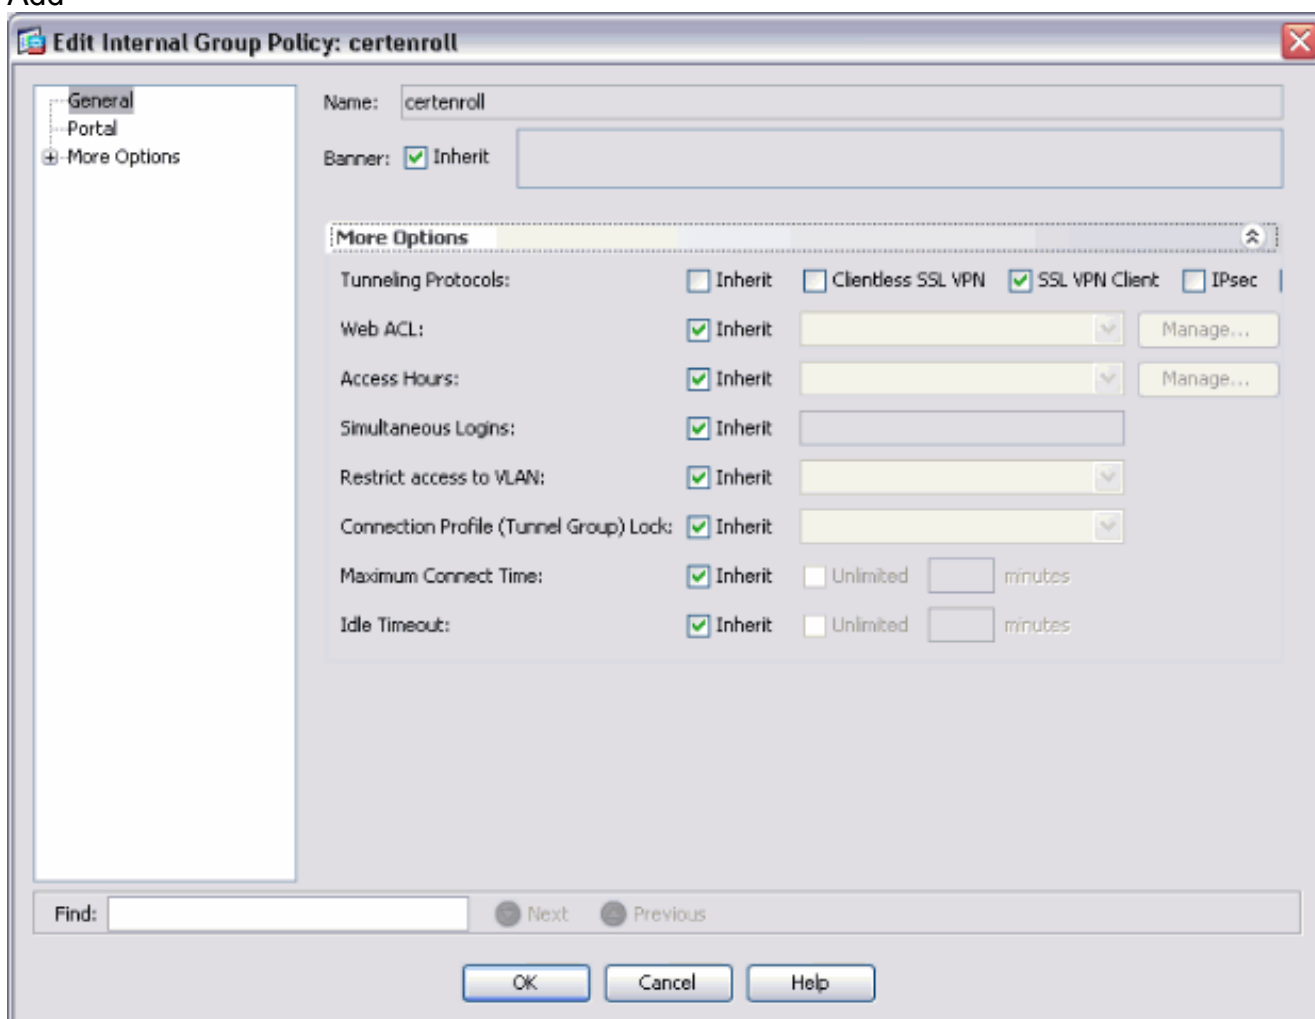 Add
Edit Internal Group Policy: certenroll
General
Portal
More Options
Name: certenroll
Banner: Inherit
More Options
Tunneling Protocols: Inherit Clientless SSL VPN SSL VPN Client IPsec
Web ACL: Inherit Manage...
Access Hours: Inherit Manage...
Simultaneous Logins: Inherit
Restrict access to VLAN: Inherit
Connection Profile (Tunnel Group) Lock: Inherit
Maximum Connect Time: Inherit Unlimited minutes
Idle Timeout: Inherit Unlimited minutes
Find: Next Previous
OK Cancel Help